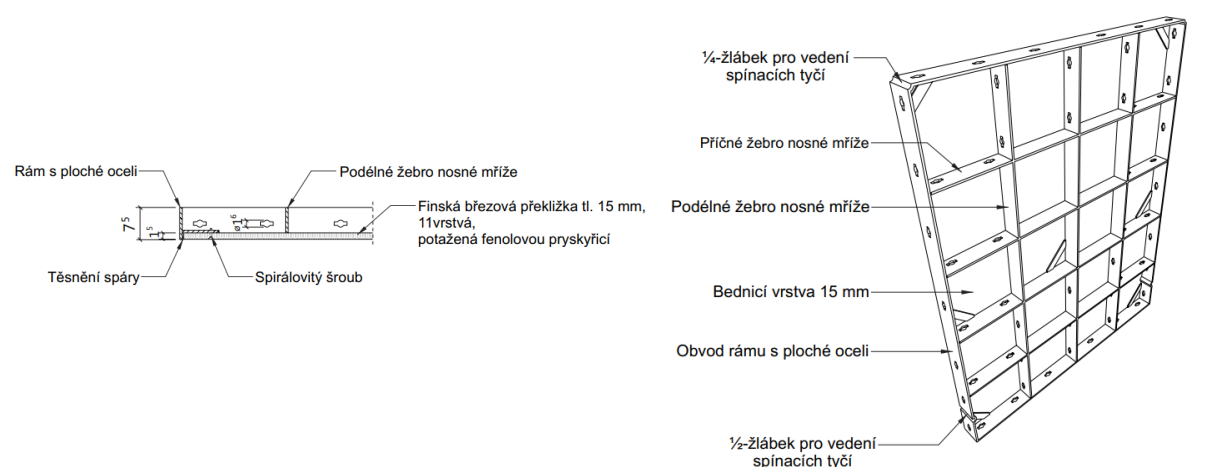 Rám s ploché oceli
Podélné žebro nosné mříže
7⁵
1⁵
ø1⁶
Finská březová překližka tl. 15 mm,
11vrstvá,
potažená fenolovou pryskyřicí
Těsnění spáry
Spirálovitý šroub
¼-žlábek pro vedení
spínacích tyčí
Příčné žebro nosné mříže
Podélné žebro nosné mříže
Bednicí vrstva 15 mm
Obvod rámu s ploché oceli
½-žlábek pro vedení
spínacích tyčí